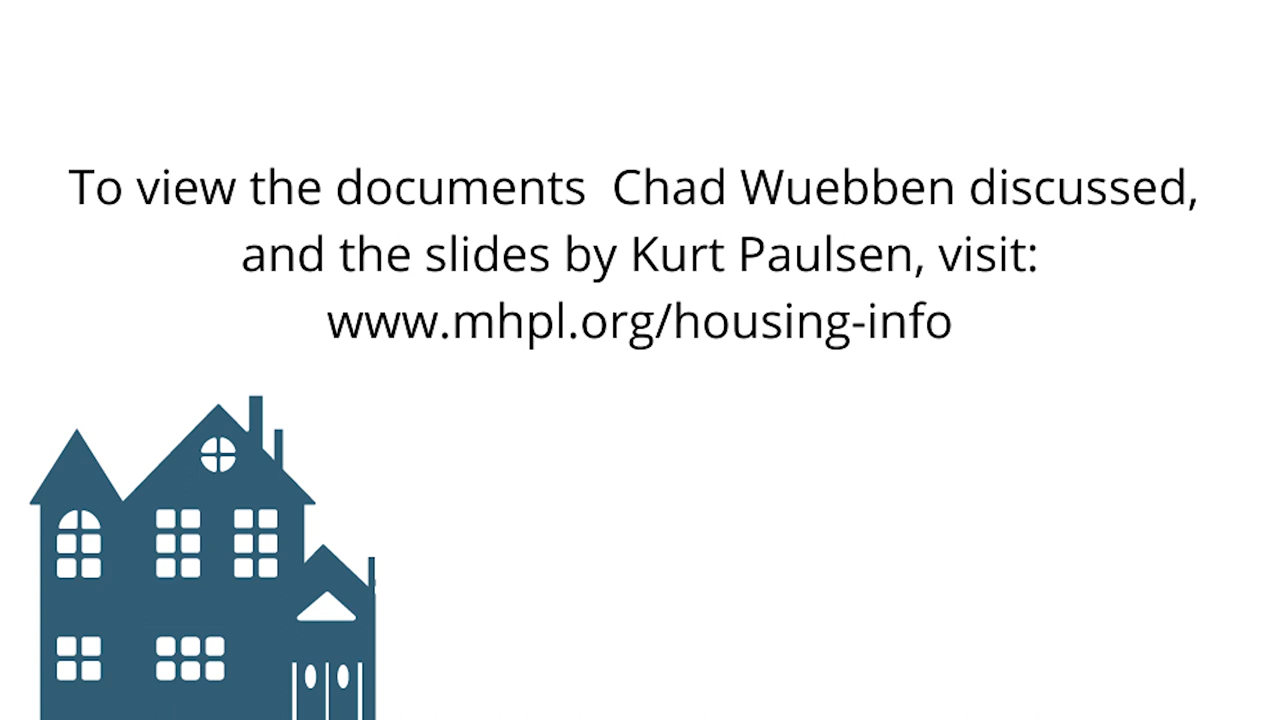 To view the documents  Chad Wuebben discussed,
and the slides by Kurt Paulsen, visit:
www.mhpl.org/housing-info